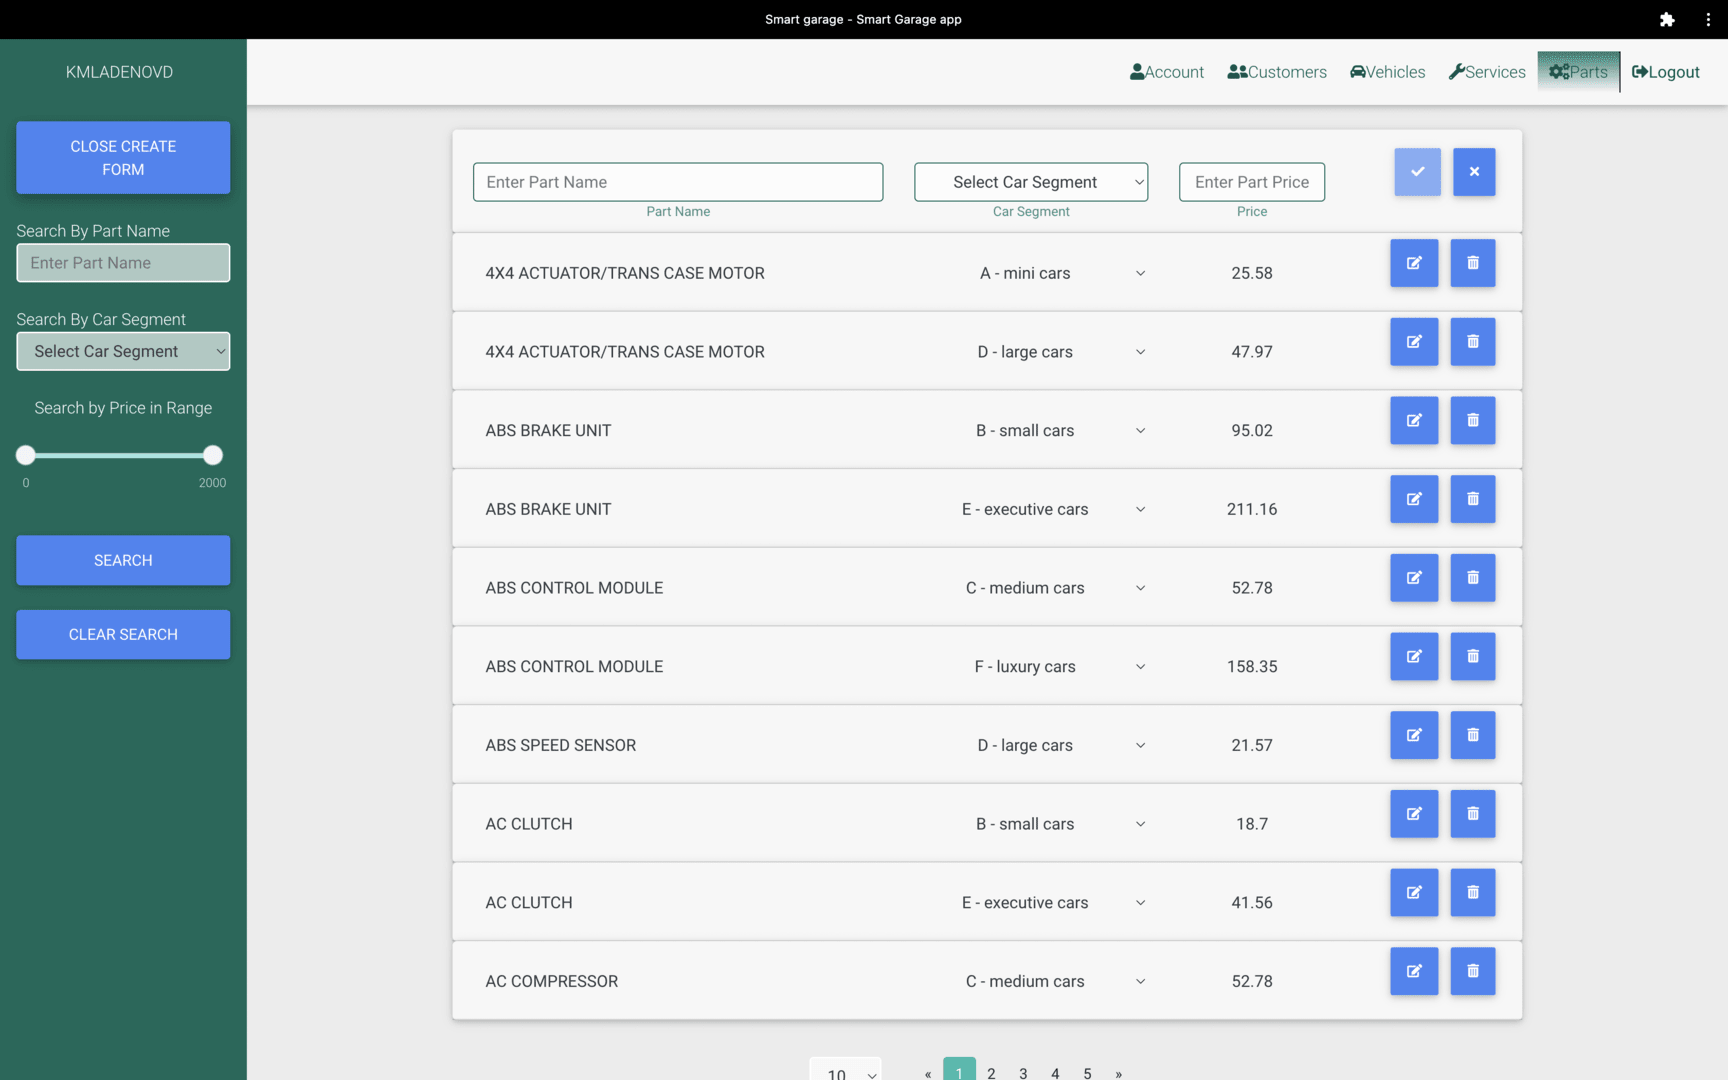 Smart garage - Smart Garage app
KMLADENOVD
Account
Customers
Vehicles
Services
Parts
Logout
CLOSE CREATE
FORM
Search By Part Name
Enter Part Name
Search By Car Segment
Select Car Segment
Search by Price in Range
0
2000
SEARCH
CLEAR SEARCH
Enter Part Name
Select Car Segment
Enter Part Price
Part Name
Car Segment
Price
4X4 ACTUATOR/TRANS CASE MOTOR
A - mini cars
25.58
4X4 ACTUATOR/TRANS CASE MOTOR
D - large cars
47.97
ABS BRAKE UNIT
B - small cars
95.02
ABS BRAKE UNIT
E - executive cars
211.16
ABS CONTROL MODULE
C - medium cars
52.78
ABS CONTROL MODULE
F - luxury cars
158.35
ABS SPEED SENSOR
D - large cars
21.57
AC CLUTCH
B - small cars
18.7
AC CLUTCH
E - executive cars
41.56
AC COMPRESSOR
C - medium cars
52.78
10
« 1 2 3 4 5 »